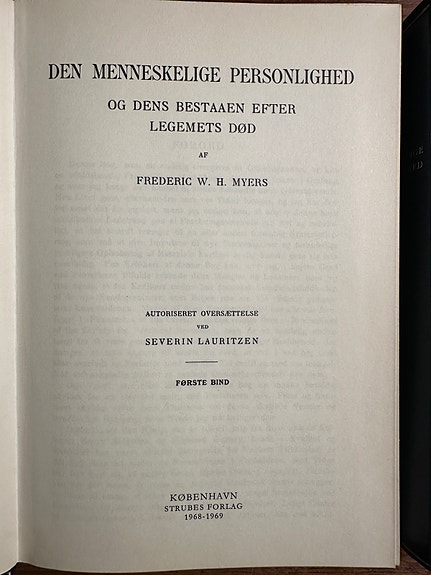 DEN MENNESKELIGE PERSONLIGHED
OG DENS BESTAAEN EFTER
LEGEMETS DØD
AF
FREDERIC W. H. MYERS
AUTORISERET OVERSÆTTELSE
VED
SEVERIN LAURITZEN
FØRSTE BIND
KØBENHAVN
STRUBES FORLAG
1968-1969